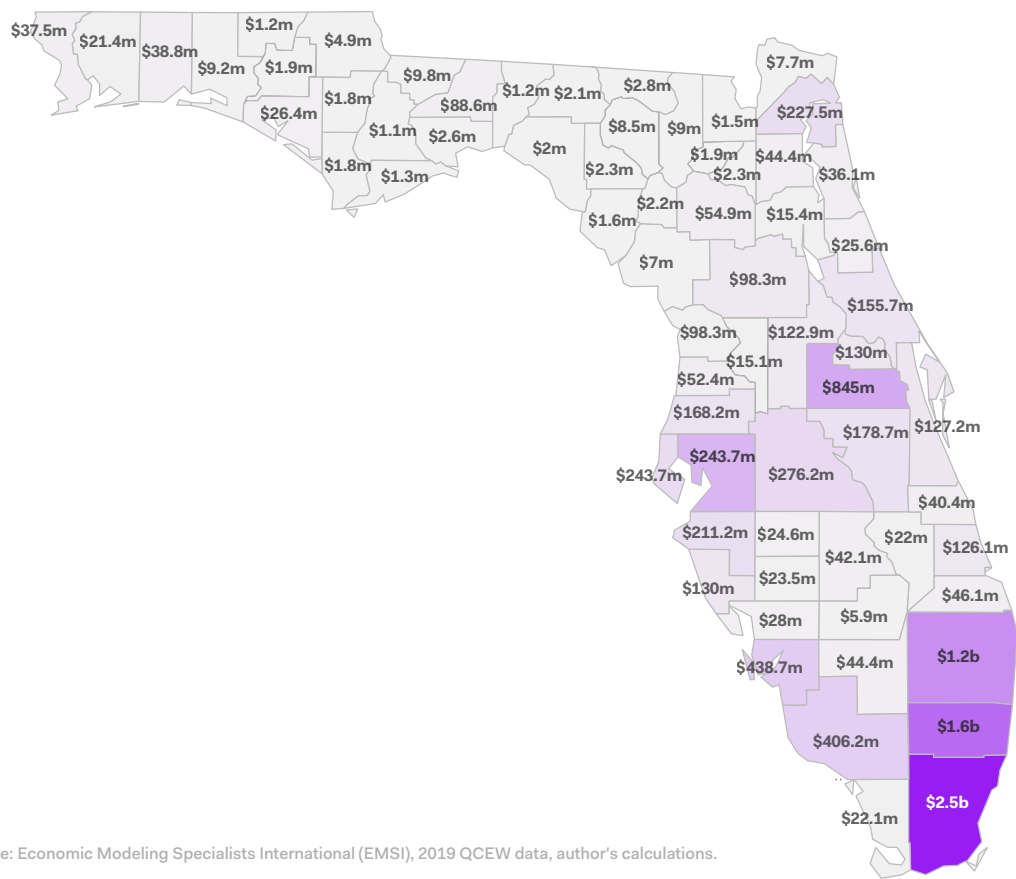 $37.5m
$21.4m
$38.8m
$9.2m
$1.2m
$1.9m
$4.9m
$26.4m
$1.8m
$1.8m
$1.1m
$1.3m
$9.8m
$88.6m
$2.6m
$1.2m
$2.1m
$2m
$2.8m
$8.5m
$2.3m
$9m
$1.5m
$7.7m
$227.5m
$1.9m
$2.3m
$44.4m
$36.1m
$1.6m
$2.2m
$54.9m
$15.4m
$25.6m
$7m
$98.3m
$155.7m
$98.3m
$15.1m
$122.9m
$130m
$52.4m
$845m
$168.2m
$127.2m
$178.7m
$243.7m
$243.7m
$276.2m
$40.4m
$211.2m
$24.6m
$42.1m
$22m
$126.1m
$130m
$23.5m
$46.1m
$28m
$5.9m
$438.7m
$44.4m
$1.2b
$406.2m
$1.6b
$2.5b
$22.1m
e: Economic Modeling Specialists International (EMSI), 2019 QCEW data, author's calculations.